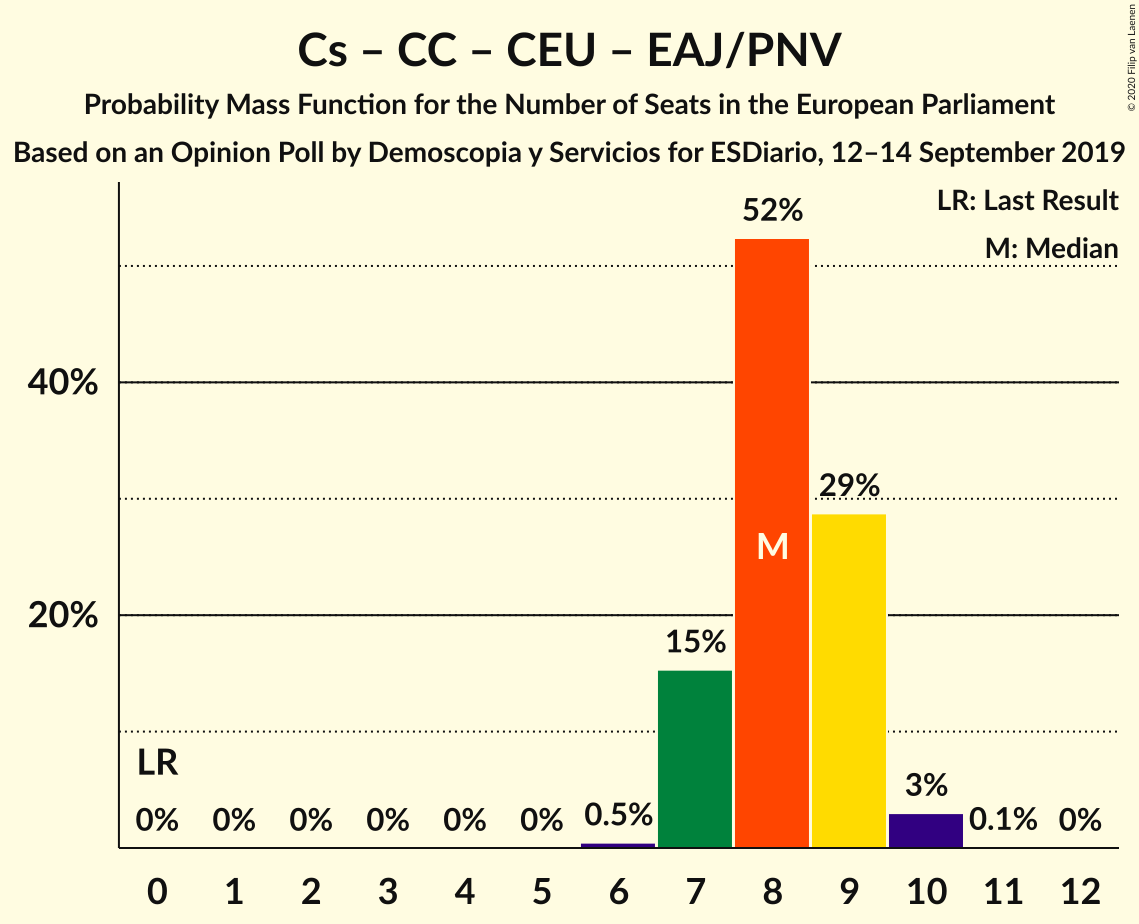 Cs – CC – CEU – EAJ/PNV
Probability Mass Function for the Number of Seats in the European Parliament
Based on an Opinion Poll by Demoscopia y Servicios for ESDiario, 12–14 September 2019
© 2020 Filip van Laenen
LR: Last Result
M: Median
52%
40%
29%
M
20%
15%
LR
3%
0% 0% 0% 0% 0% 0% 0.5% 0.1% 0%
0 1 2 3 4 5 6 7 8 9 10 11 12